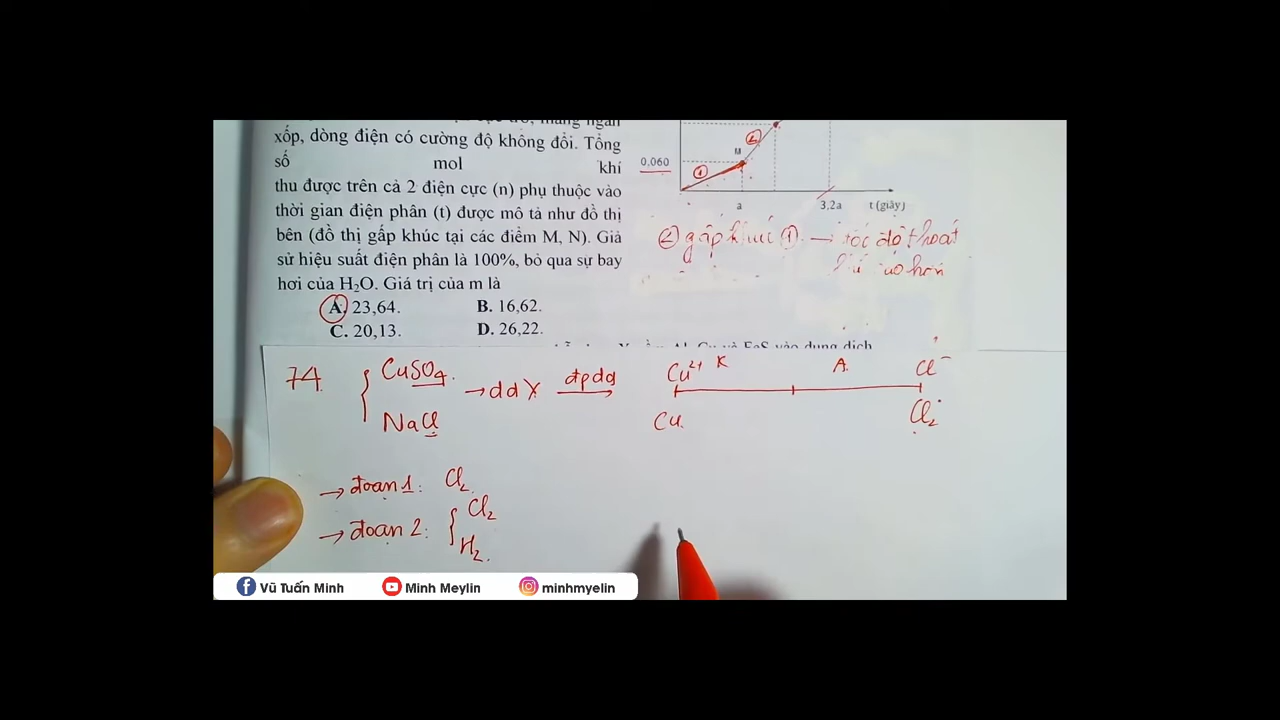 xốp, dòng điện có cường độ không đổi. Tổng
số mol khí
thu được trên cả 2 điện cực (n) phụ thuộc vào
thời gian điện phân (t) được mô tả như đồ thị
bên (đồ thị gấp khúc tại các điểm M, N). Giả
sử hiệu suất điện phân là 100%, bỏ qua sự bay
hơi của H₂O. Giá trị của m là
A. 23,64. B. 16,62.
C. 20,13. D. 26,22.
M
②
0,060
①
a 3,2a t (giây)
② gấp khúc ① → tốc độ thoát
hơn
74. CuSO₄ → dd X đpdd
NaCl
Cu²⁺ K A. Cl⁻
Cu Cl₂
→ đoạn 1: Cl₂
→ đoạn 2: Cl₂
H₂
Vũ Tuấn Minh Minh Meylin minhmyelin